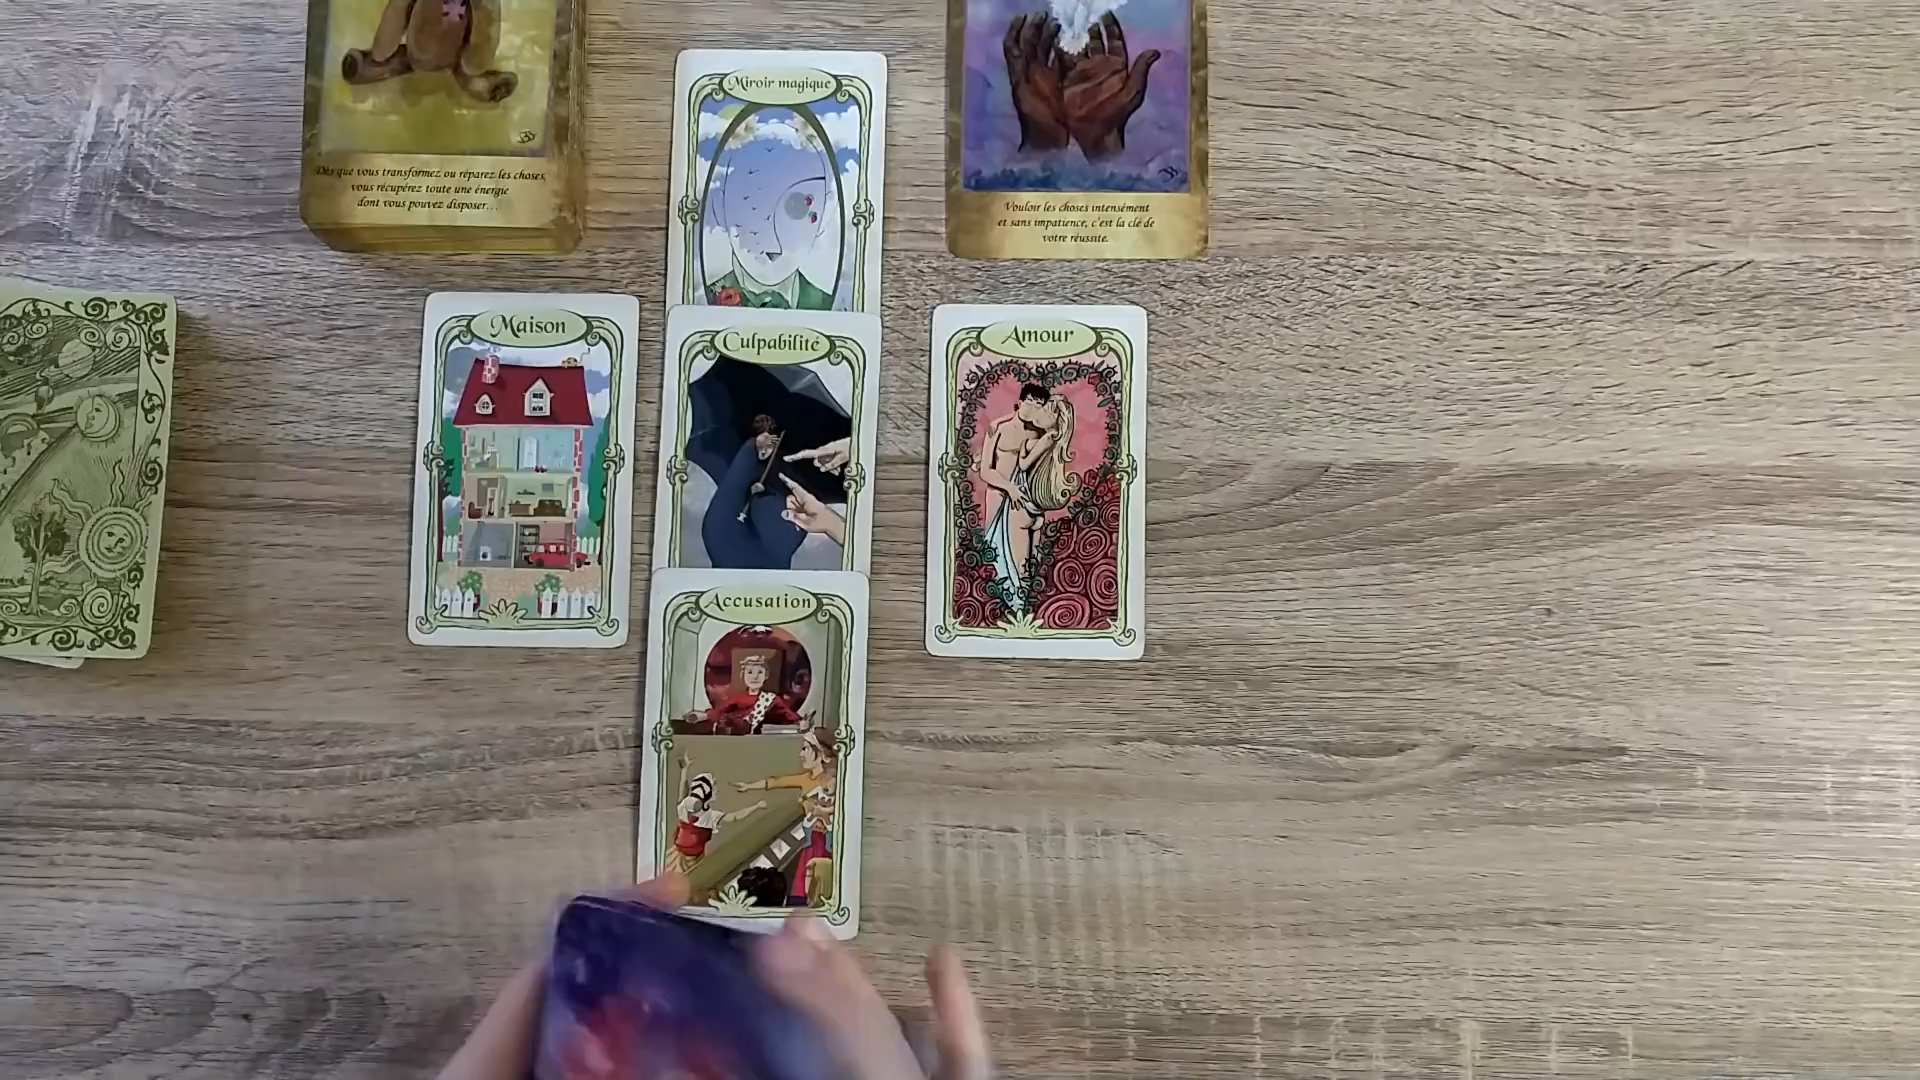 Dès que vous transformez ou réparez les choses,
vous récupérez toute une énergie
dont vous pouvez disposer...
Miroir magique
Vouloir les choses intensément
et sans impatience, c'est la clé de
votre réussite.
Maison
Culpabilité
Amour
Accusation